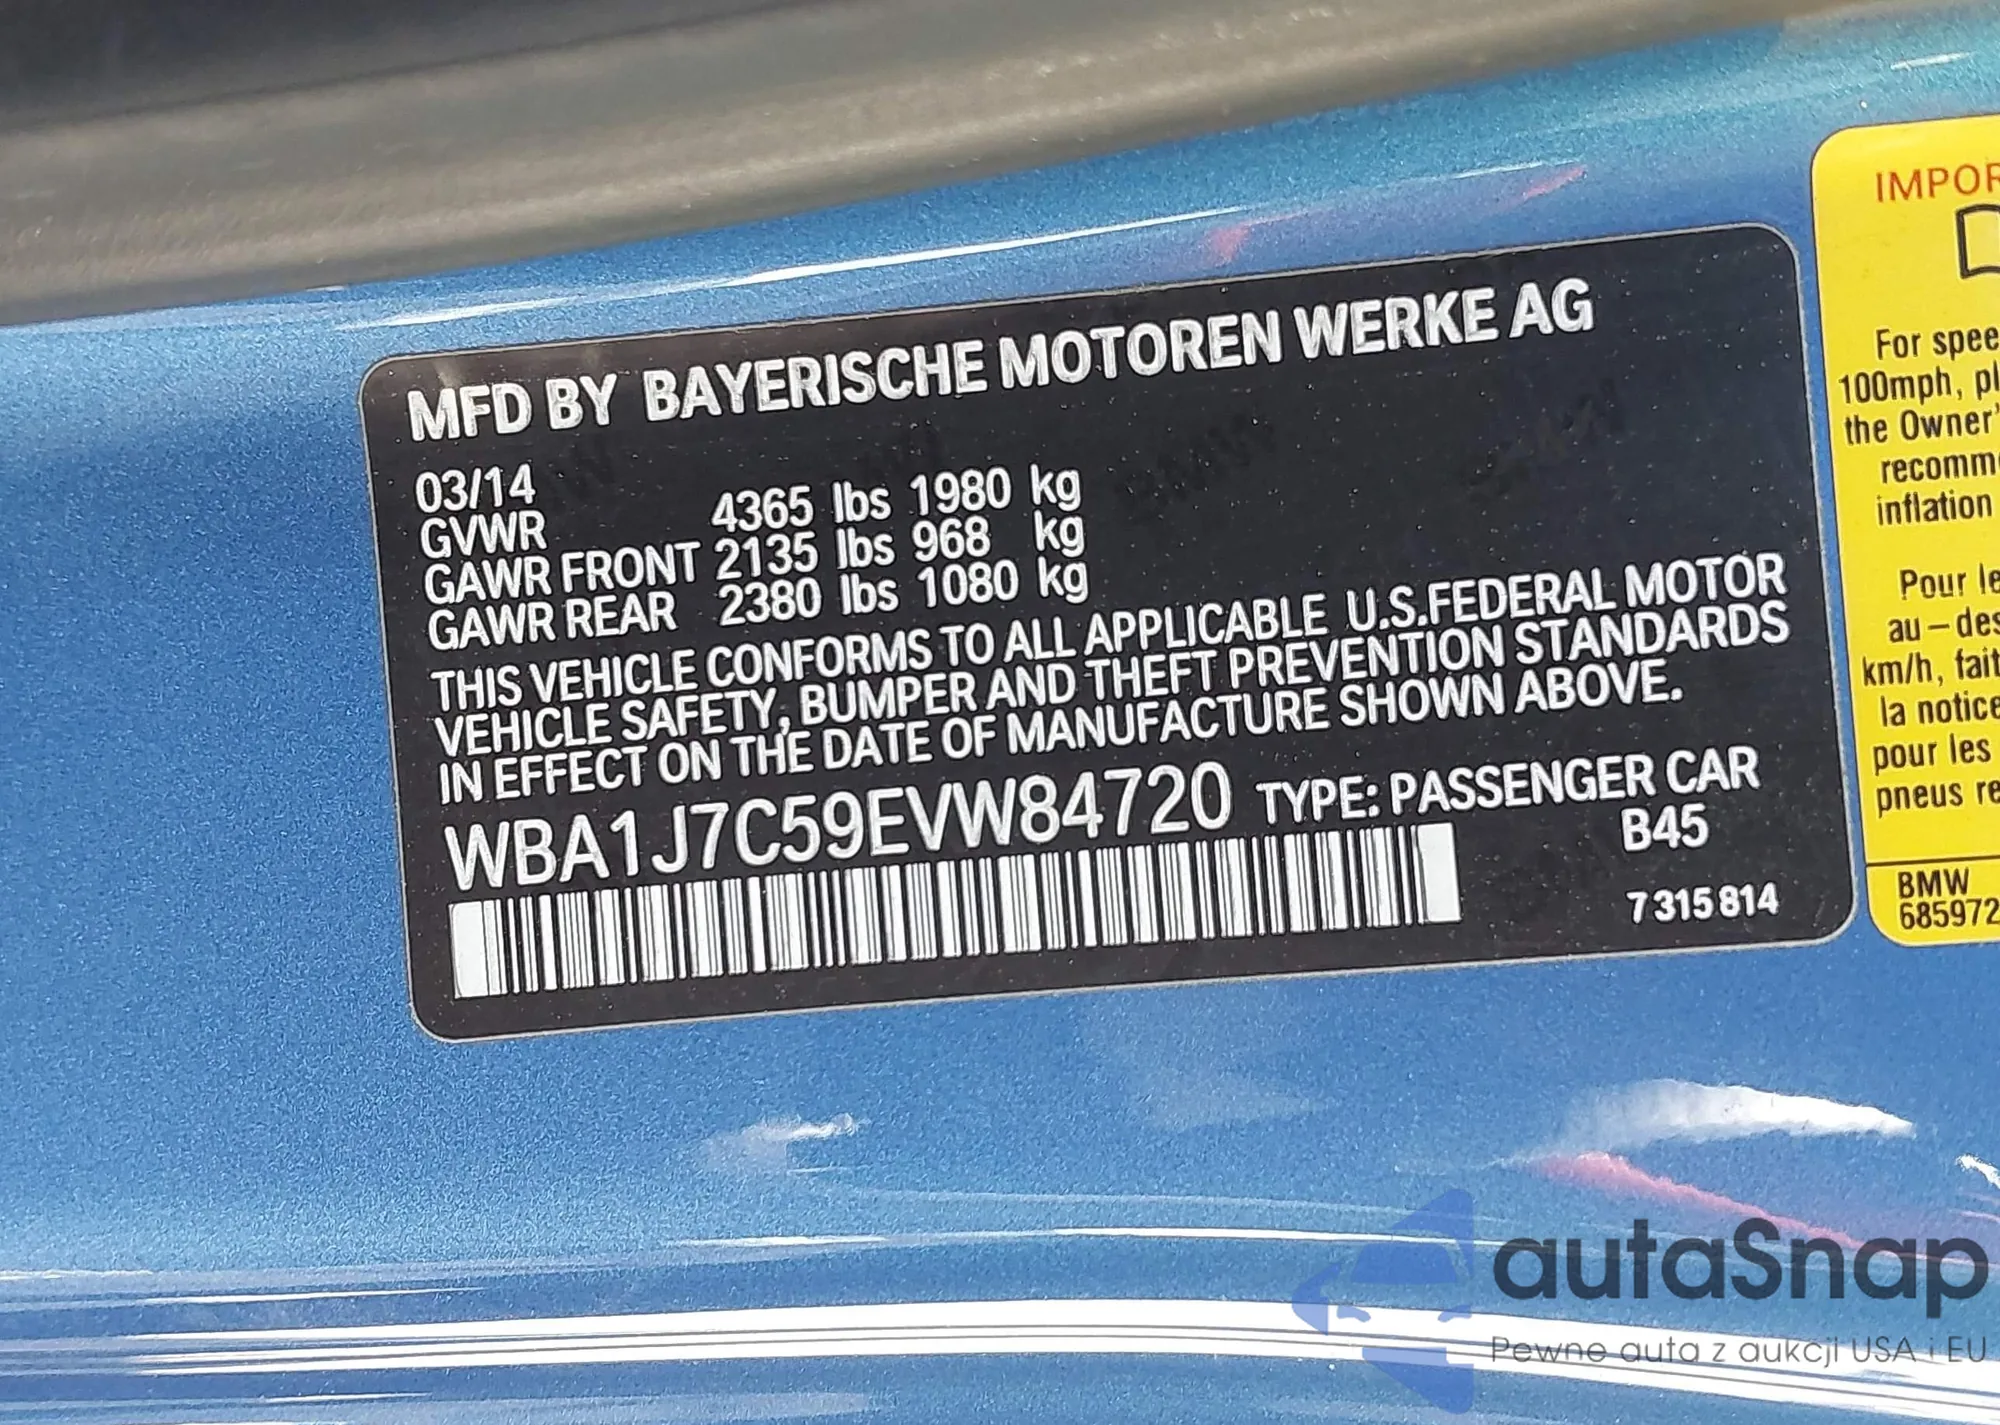 MFD BY BAYERISCHE MOTOREN WERKE AG
03/14
GVWR 4365 lbs 1980 kg
GAWR FRONT 2135 lbs 968 kg
GAWR REAR 2380 lbs 1080 kg
THIS VEHICLE CONFORMS TO ALL APPLICABLE U.S.FEDERAL MOTOR
VEHICLE SAFETY, BUMPER AND THEFT PREVENTION STANDARDS
IN EFFECT ON THE DATE OF MANUFACTURE SHOWN ABOVE.
WBA1J7C59EVW84720 TYPE: PASSENGER CAR
B45
7 315 814
IMPOR
For spee
100mph, pl
the Owner'
recomm
inflation
Pour le
au-des
km/h, fait
la notice
pour les
pneus re
BMW
685972
autaSnap
Pewne auta z aukcji USA i EU